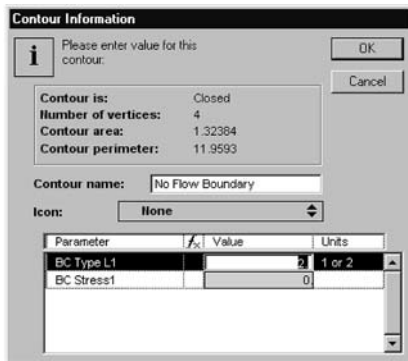 Contour Information
i Please enter value for this
contour:
OK
Cancel
Contour is: Closed
Number of vertices: 4
Contour area: 1.32384
Contour perimeter: 11.9593
Contour name: No Flow Boundary
Icon: None
Parameter fx Value Units
BC Type L1 2 1 or 2
BC Stress1 0